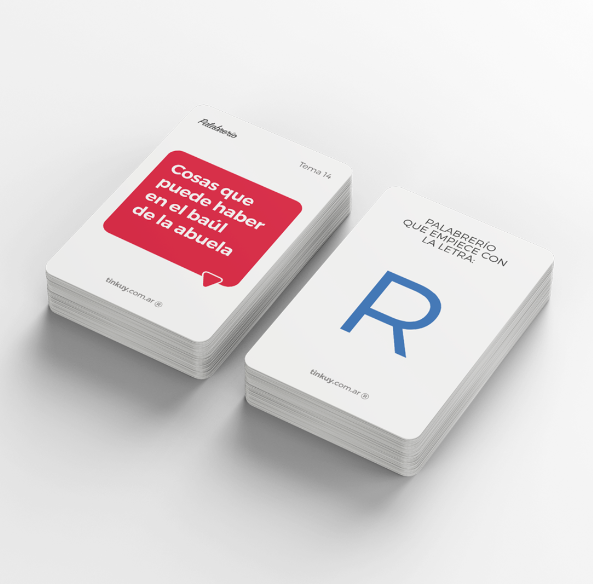 Palabrerío
Tema 14
Cosas que
puede haber
en el baúl
de la abuela
tinkuy.com.ar
PALABRERÍO
QUE EMPIECE CON
LA LETRA:
R
tinkuy.com.ar